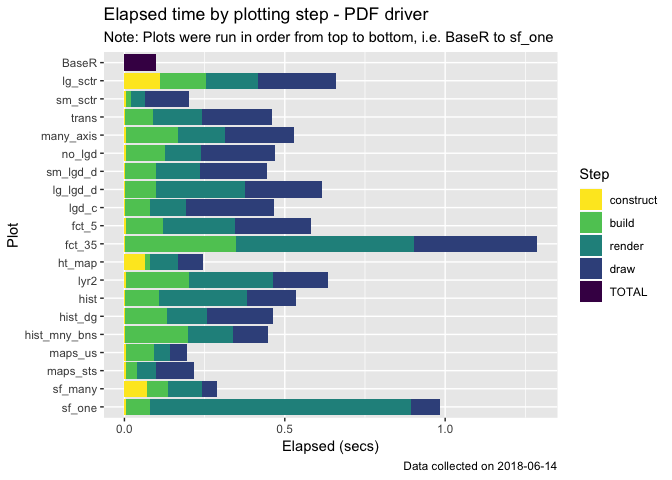 Elapsed time by plotting step - PDF driver
Note: Plots were run in order from top to bottom, i.e. BaseR to sf_one
Plot
BaseR
lg_sctr
sm_sctr
trans
many_axis
no_lgd
sm_lgd_d
lg_lgd_d
lgd_c
fct_5
fct_35
ht_map
lyr2
hist
hist_dg
hist_mny_bns
maps_us
maps_sts
sf_many
sf_one
0.0 0.5 1.0
Elapsed (secs)
Step
construct
build
render
draw
TOTAL
Data collected on 2018-06-14